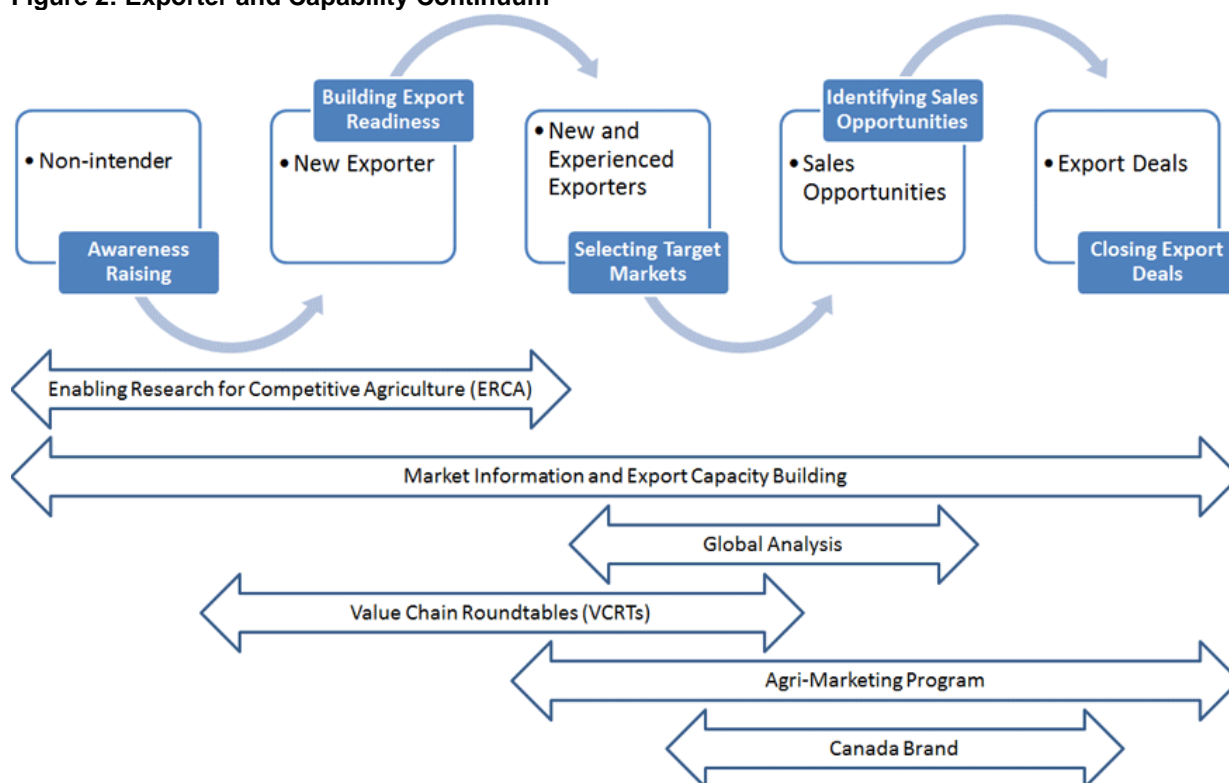 Figure 2: Exporter and Capability Continuum
Building Export
Readiness
Identifying Sales
Opportunities
• Non-intender
• New Exporter
• New and
Experienced
Exporters
• Sales
Opportunities
• Export Deals
Awareness
Raising
Selecting Target
Markets
Closing Export
Deals
Enabling Research for Competitive Agriculture (ERCA)
Market Information and Export Capacity Building
Global Analysis
Value Chain Roundtables (VCRTs)
Agri-Marketing Program
Canada Brand